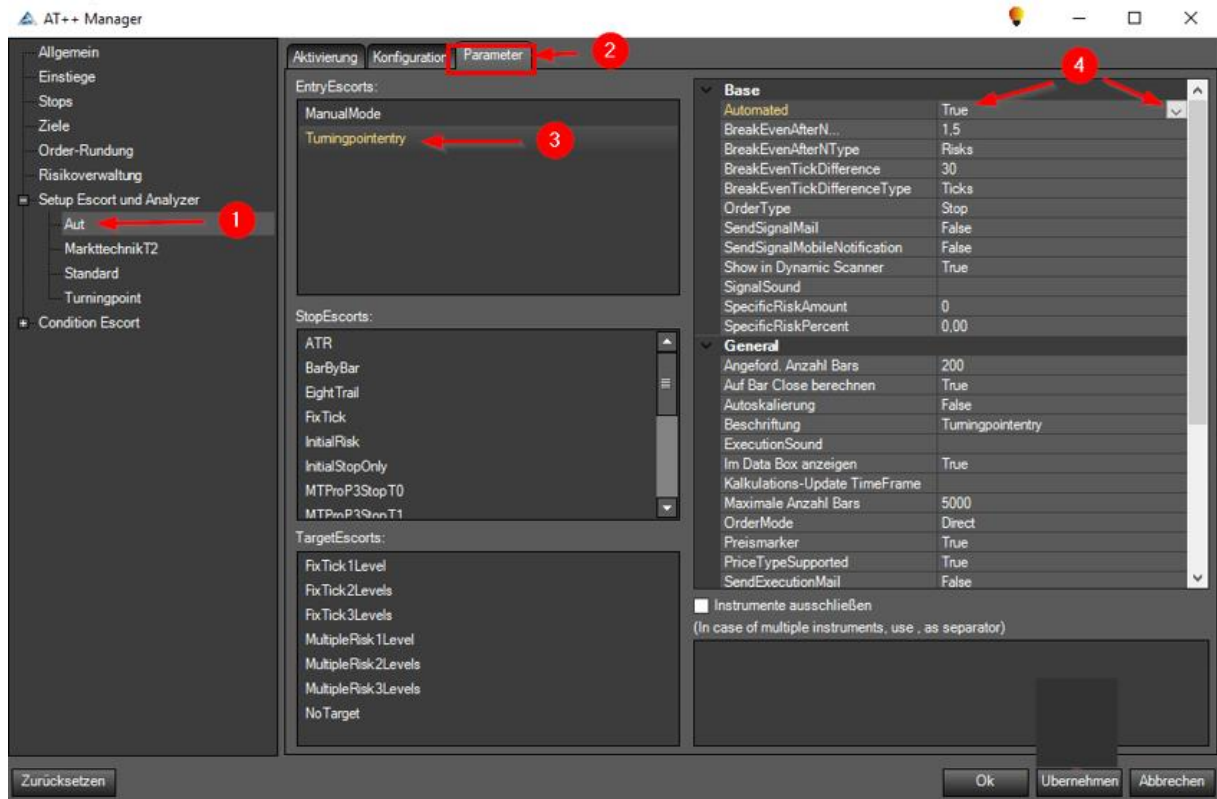 AT++ Manager
Allgemein
Einstiege
Stops
Ziele
Order-Rundung
Risikoverwaltung
Setup Escort und Analyzer
Aut
1
MarkttechnikT2
Standard
Turningpoint
Condition Escort
Aktivierung Konfiguration Parameter
2
EntryEscorts:
ManualMode
Turningpointentry
3
StopEscorts:
ATR
BarByBar
EightTrail
FixTick
InitialRisk
InitialStopOnly
MTProP3StopT0
MTProP3StopT1
TargetEscorts:
FixTick1Level
FixTick2Levels
FixTick3Levels
MultipleRisk1Level
MultipleRisk2Levels
MultipleRisk3Levels
NoTarget
4
Base
Automated True
BreakEvenAfterN... 1,5
BreakEvenAfterNType Risks
BreakEvenTickDifference 30
BreakEvenTickDifferenceType Ticks
OrderType Stop
SendSignalMail False
SendSignalMobileNotification False
Show in Dynamic Scanner True
SignalSound
SpecificRiskAmount 0
SpecificRiskPercent 0,00
General
Angeford. Anzahl Bars 200
Auf Bar Close berechnen True
Autoskalierung False
Beschriftung Turningpointentry
ExecutionSound
Im Data Box anzeigen True
Kalkulations-Update TimeFrame
Maximale Anzahl Bars 5000
OrderMode Direct
Preismarker True
PriceTypeSupported True
SendExecutionMail False
Instrumente ausschließen
(In case of multiple instruments, use , as separator)
Zurücksetzen
Ok Übernehmen Abbrechen